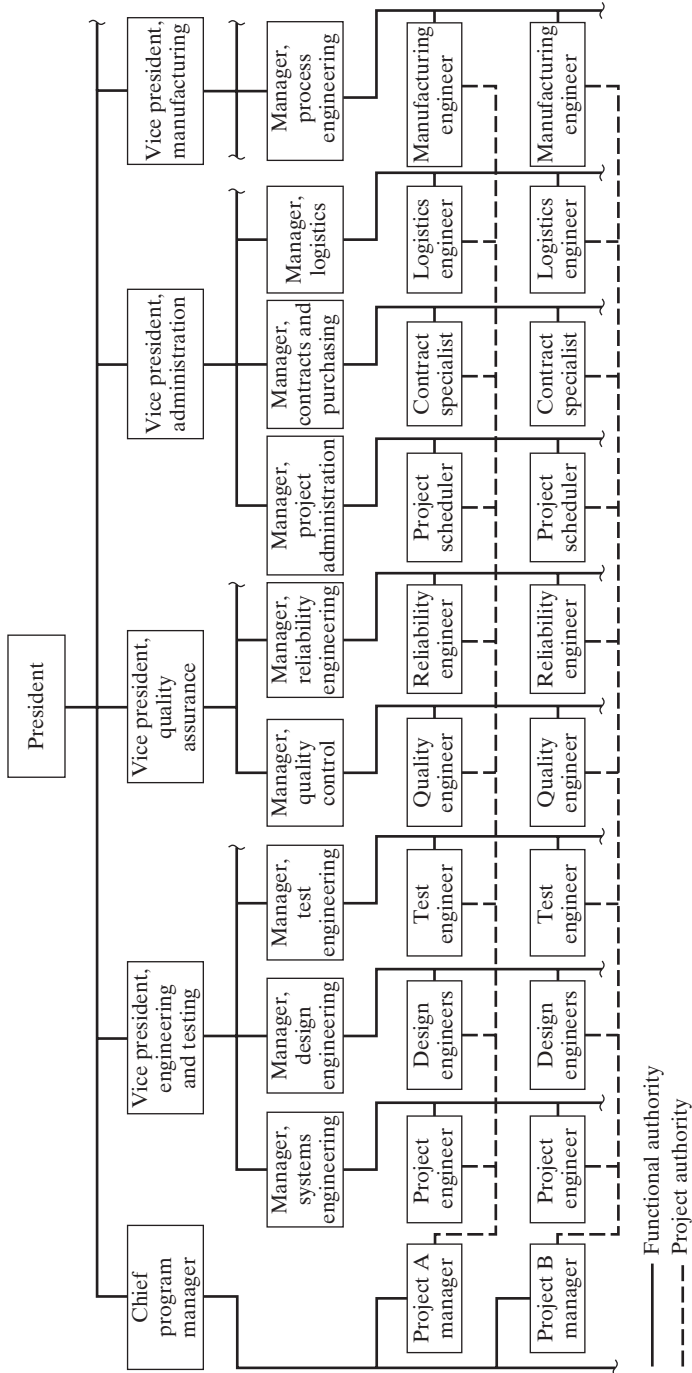 President
Chief
program
manager
Vice president,
engineering
and testing
Vice president,
quality
assurance
Vice president,
administration
Vice president,
manufacturing
Manager,
systems
engineering
Manager,
design
engineering
Manager,
test
engineering
Manager,
quality
control
Manager,
reliability
engineering
Manager,
project
administration
Manager,
contracts and
purchasing
Manager,
logistics
Manager,
process
engineering
Project A
manager
Project
engineer
Design
engineers
Test
engineer
Quality
engineer
Reliability
engineer
Project
scheduler
Contract
specialist
Logistics
engineer
Manufacturing
engineer
Project B
manager
Project
engineer
Design
engineers
Test
engineer
Quality
engineer
Reliability
engineer
Project
scheduler
Contract
specialist
Logistics
engineer
Manufacturing
engineer
Functional authority
Project authority